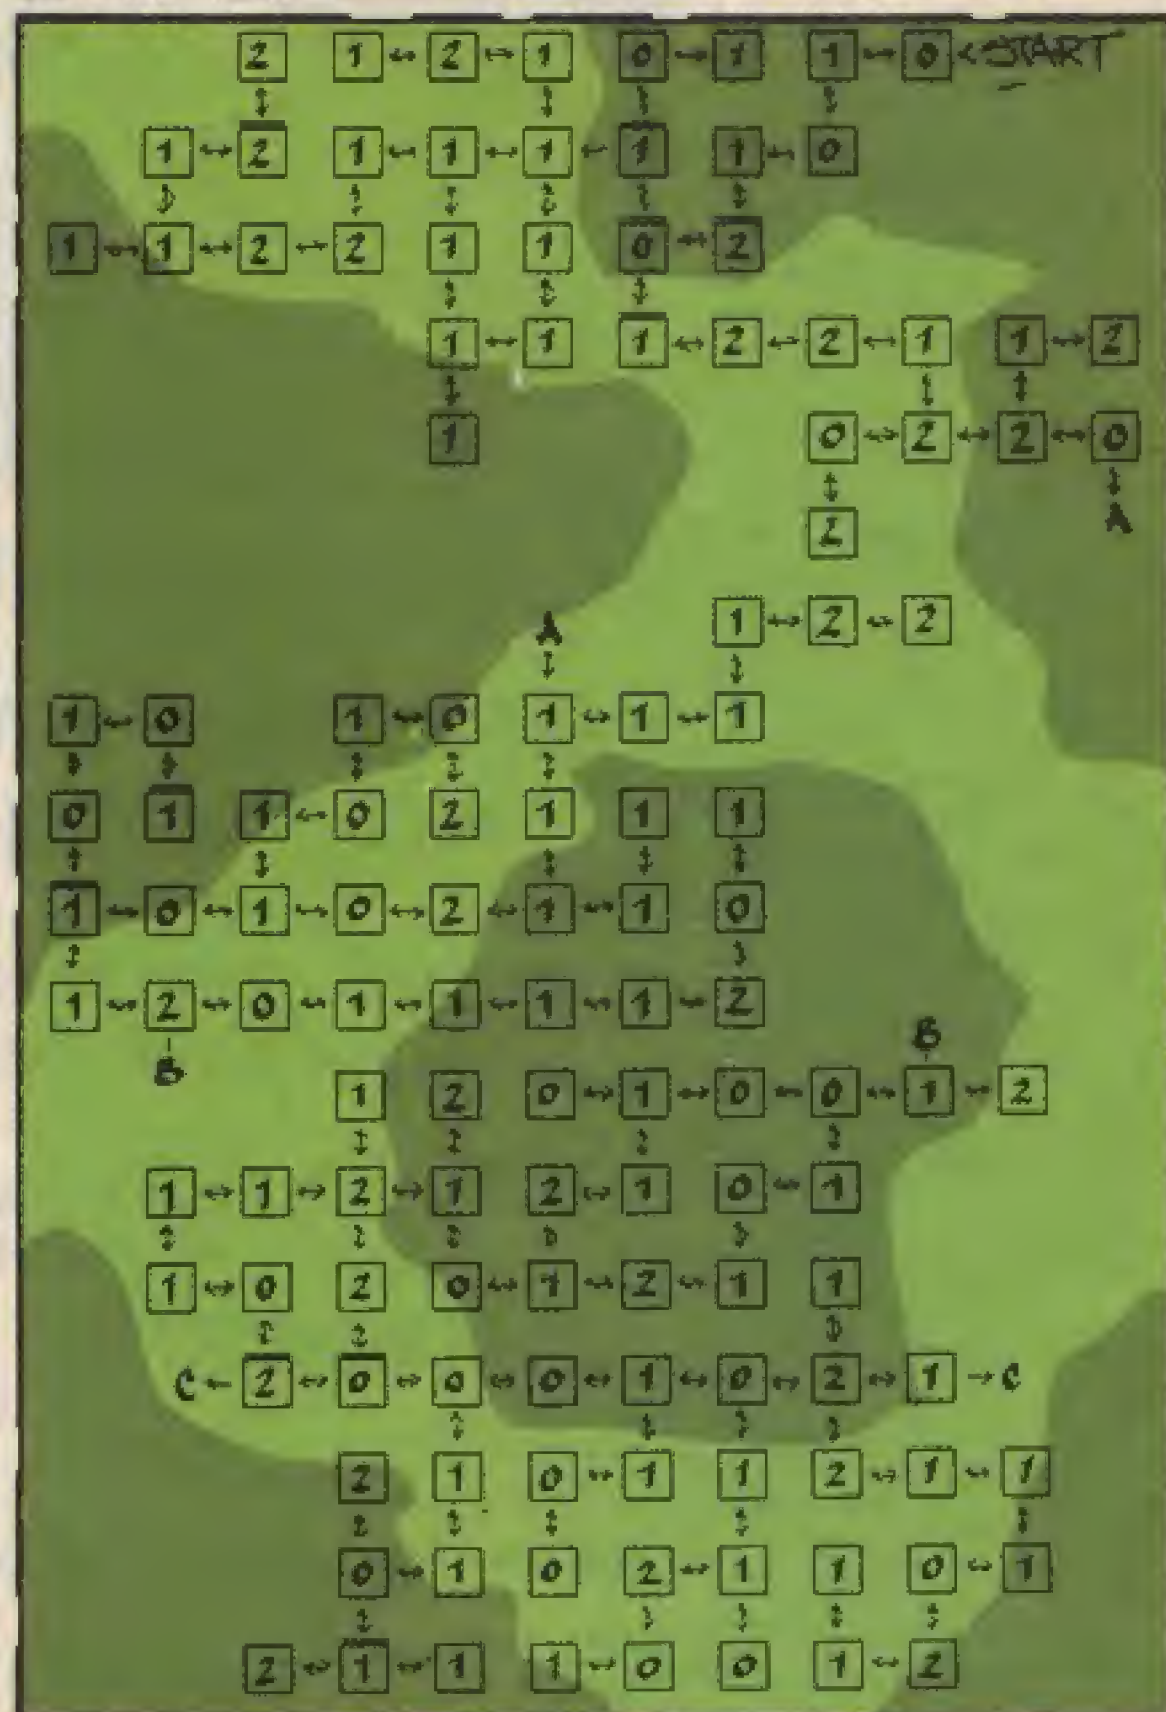 2 1 2 1 0 1 1 0 START
1 2 1 1 1 1 1 0
1 1 2 2 1 1 0 2
1 1 1 2 2 1 1 2
1 0 2 2 0
2 A
A 1 2 2
1 0 1 0 1 1 1
0 1 1 0 2 1 1 1
1 0 1 0 2 1 1 0
1 2 0 1 1 1 1 2
B B
1 2 0 1 0 0 1 2
1 1 2 1 2 1 0 1
1 0 2 0 1 2 1 1
C 2 0 0 0 1 0 2 1 C
2 1 0 1 1 2 1 1
0 1 0 2 1 1 0 1
2 1 1 1 0 0 1 2